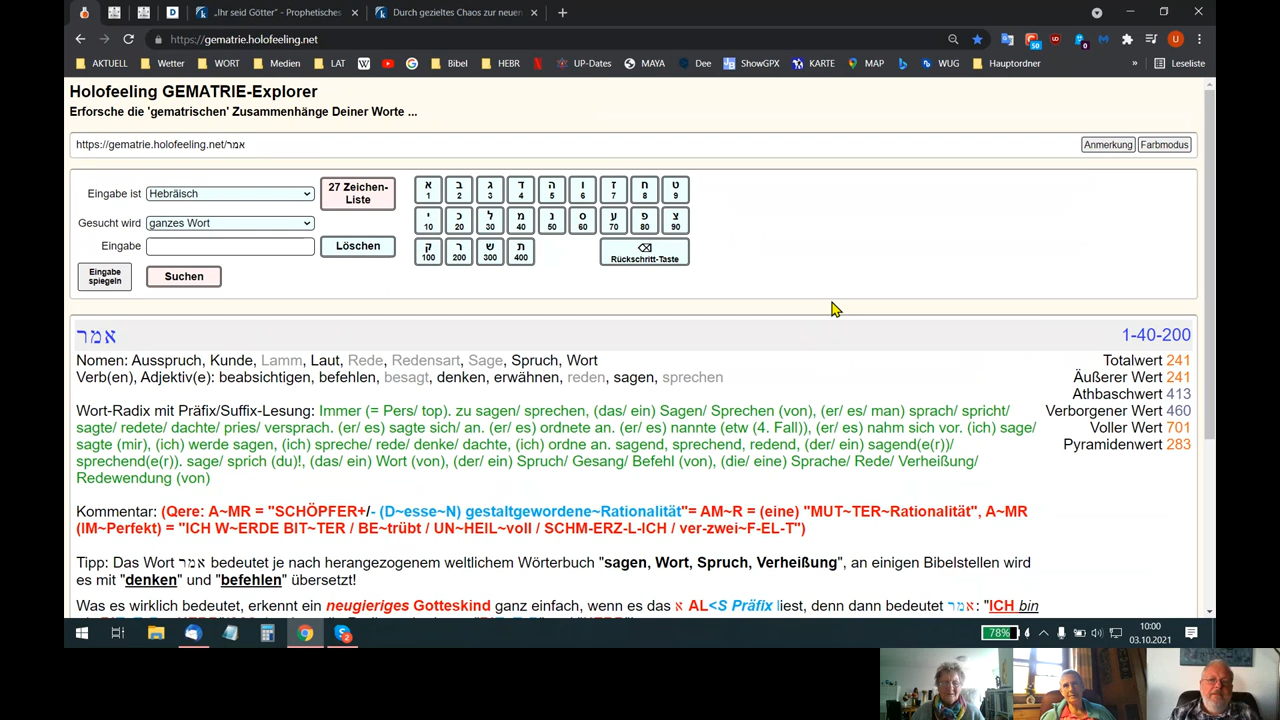 „Ihr seid Götter" - Prophetisches
Durch gezieltes Chaos zur neuen
https://gematrie.holofeeling.net
AKTUELL Wetter WORT Medien LAT Bibel HEBR UP-Dates MAYA Dee ShowGPX KARTE MAP WUG Hauptordner » Leseliste
Holofeeling GEMATRIE-Explorer
Erforsche die 'gematrischen' Zusammenhänge Deiner Worte ...
https://gematrie.holofeeling.net/אמר
Anmerkung Farbmodus
Eingabe ist Hebräisch
27 Zeichen-Liste
Gesucht wird ganzes Wort
Eingabe
Löschen
Eingabe spiegeln
Suchen
א ב ג ד ה ו ז ח ט
1 2 3 4 5 6 7 8 9
י כ ל מ נ ס ע פ צ
10 20 30 40 50 60 70 80 90
ק ר ש ת
100 200 300 400
Rückschritt-Taste
אמר
1-40-200
Nomen: Ausspruch, Kunde, Lamm, Laut, Rede, Redensart, Sage, Spruch, Wort
Verb(en), Adjektiv(e): beabsichtigen, befehlen, besagt, denken, erwähnen, reden, sagen, sprechen
Totalwert 241
Äußerer Wert 241
Athbaschwert 413
Verborgener Wert 460
Voller Wert 701
Pyramidenwert 283
Wort-Radix mit Präfix/Suffix-Lesung: Immer (= Pers/ top). zu sagen/ sprechen, (das/ ein) Sagen/ Sprechen (von), (er/ es/ man) sprach/ spricht/
sagte/ redete/ dachte/ pries/ versprach. (er/ es) sagte sich/ an. (er/ es) ordnete an. (er/ es) nannte (etw (4. Fall)), (er/ es) nahm sich vor. (ich) sage/
sagte (mir), (ich) werde sagen, (ich) spreche/ rede/ denke/ dachte, (ich) ordne an. sagend, sprechend, redend, (der/ ein) sagend(e(r))/
sprechend(e(r)). sage/ sprich (du)!, (das/ ein) Wort (von), (der/ ein) Spruch/ Gesang/ Befehl (von), (die/ eine) Sprache/ Rede/ Verheißung/
Redewendung (von)
Kommentar: (Qere: A~MR = "SCHÖPFER+/- (D~esse~N) gestaltgewordene~Rationalität"= AM~R = (eine) "MUT~TER~Rationalität", A~MR
(IM~Perfekt) = "ICH W~ERDE BIT~TER / BE~trübt / UN~HEIL~voll / SCHM-ERZ-L-ICH / ver-zwei~F-EL-T")
Tipp: Das Wort אמר bedeutet je nach herangezogenem weltlichem Wörterbuch "sagen, Wort, Spruch, Verheißung", an einigen Bibelstellen wird
es mit "denken" und "befehlen" übersetzt!
Was es wirklich bedeutet, erkennt ein neugieriges Gotteskind ganz einfach, wenn es das א AL<S Präfix liest, denn dann bedeutet אמר: "ICH bin
78%
10:00
03.10.2021